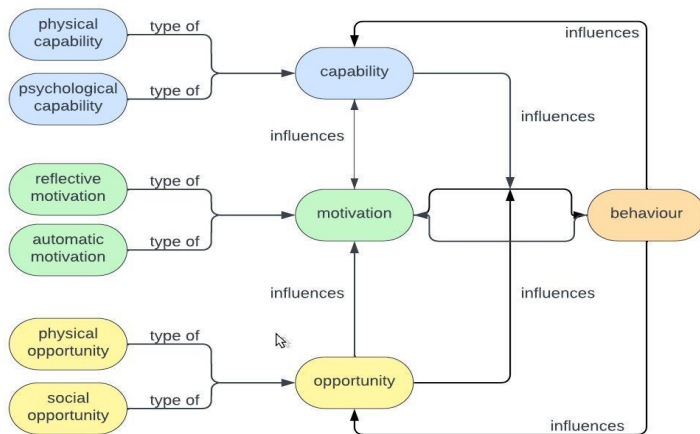 physical
capability
type of
influences
psychological
capability
type of
capability
influences
influences
reflective
motivation
type of
motivation
behaviour
automatic
motivation
type of
influences
influences
physical
opportunity
type of
opportunity
social
opportunity
type of
influences